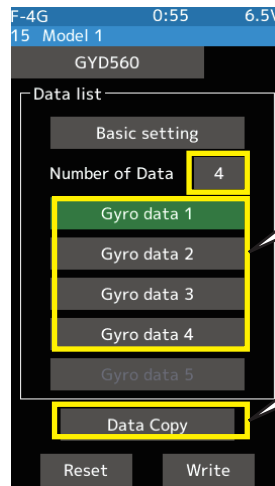 F-4G 0:55 6.5V
15 Model 1
GYD560
Data list
Basic setting
Number of Data 4
Gyro data 1
Gyro data 2
Gyro data 3
Gyro data 4
Gyro data 5
Data Copy
Reset Write